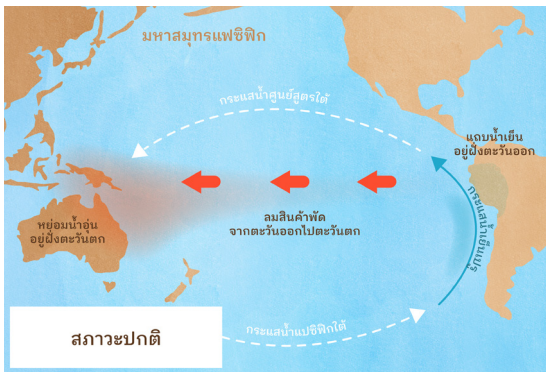 มหาสมุทรแปซิฟิก
กระแสน้ำศูนย์สูตรใต้
แถบน้ำเย็น
อยู่ฝั่งตะวันออก
กระแสน้ำเย็นเปรู
หย่อมน้ำอุ่น
อยู่ฝั่งตะวันตก
ลมสินค้าพัด
จากตะวันออกไปตะวันตก
สภาวะปกติ
กระแสน้ำแปซิฟิกใต้